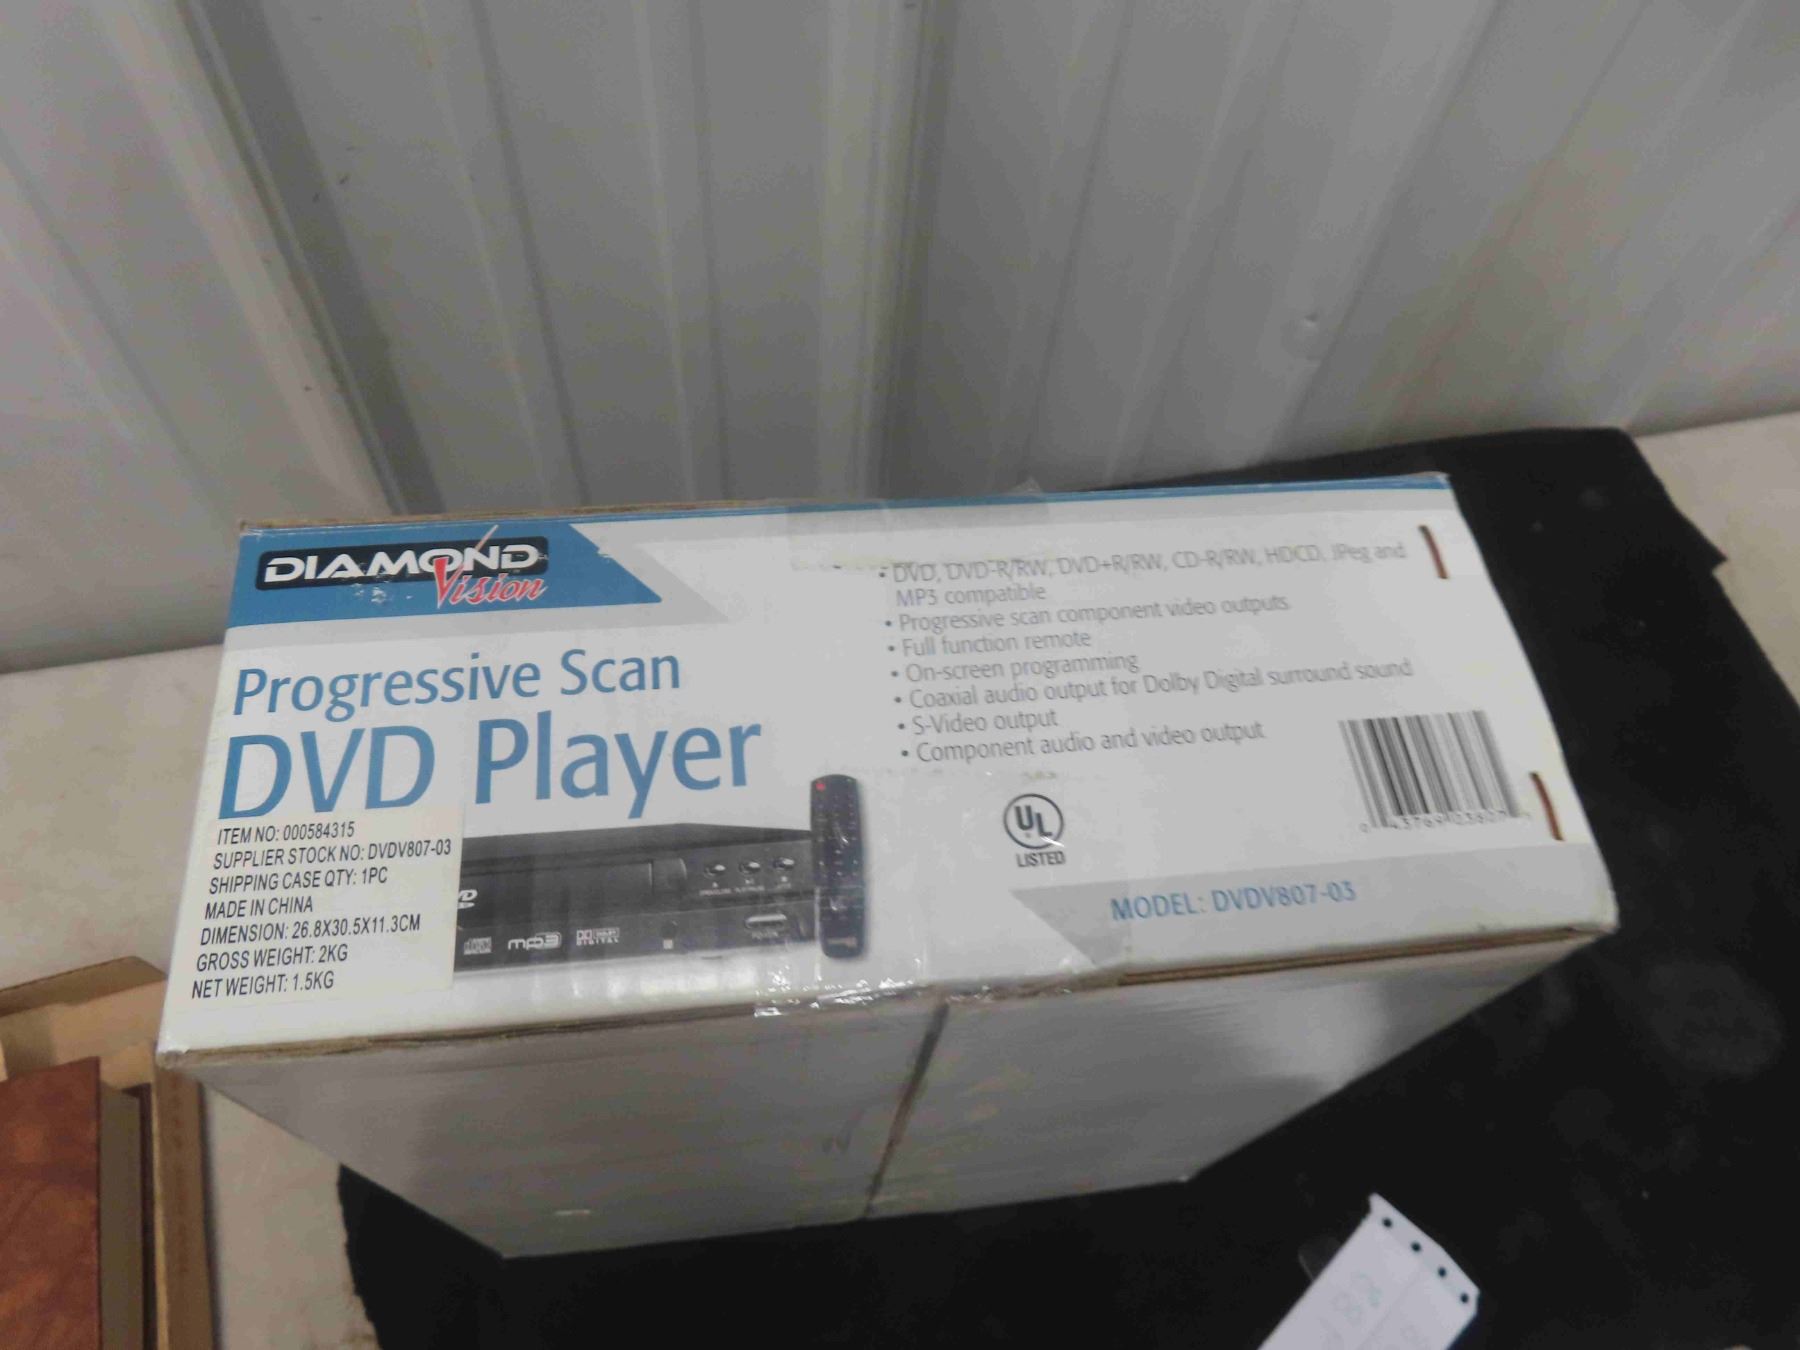 DIAMOND
Vision
Progressive Scan
DVD Player
ITEM NO: 000584315
SUPPLIER STOCK NO: DVDV807-03
SHIPPING CASE QTY: 1PC
MADE IN CHINA
DIMENSION: 26.8X30.5X11.3CM
GROSS WEIGHT: 2KG
NET WEIGHT: 1.5KG
mp3
DIGITAL
• DVD, DVD-R/RW, DVD+R/RW, CD-R/RW, HDCD, JPeg and
MP3 compatible
• Progressive scan component video outputs
• Full function remote
• On-screen programming
• Coaxial audio output for Dolby Digital surround sound
• S-Video output
• Component audio and video output
UL
LISTED
MODEL: DVDV807-03